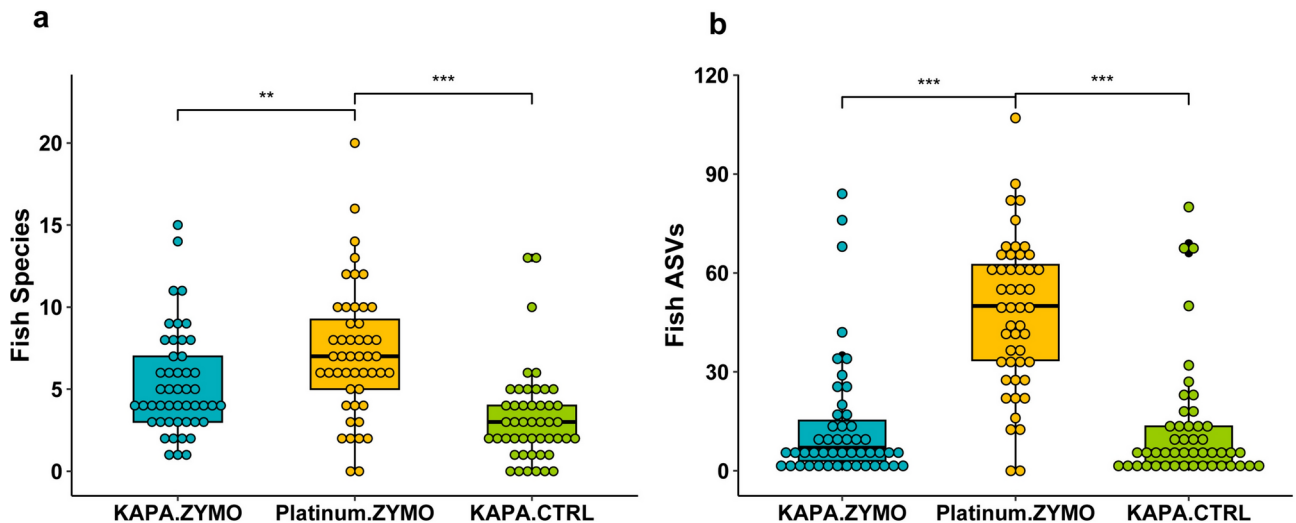 a
** ***
20
15
10
5
0
Fish Species
KAPA.ZYMO Platinum.ZYMO KAPA.CTRL
b
*** ***
120
90
60
30
0
Fish ASVs
KAPA.ZYMO Platinum.ZYMO KAPA.CTRL